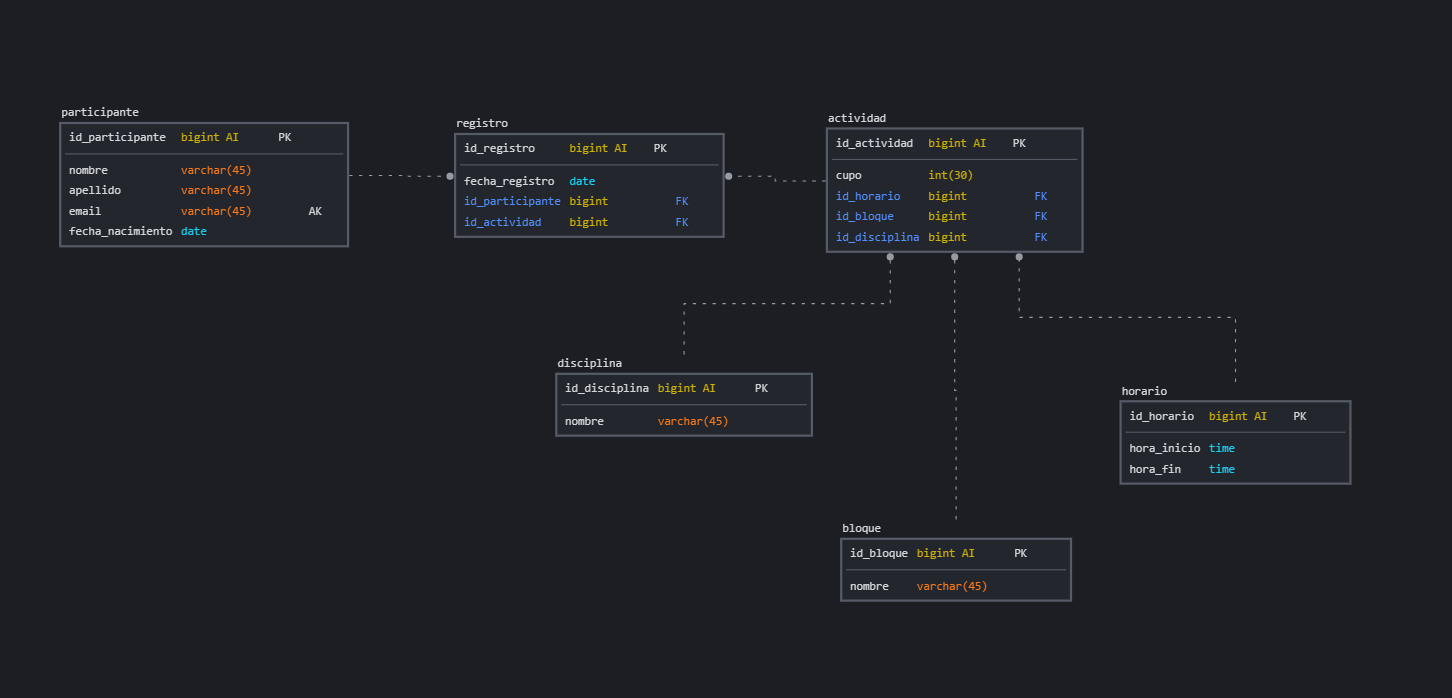 participante
id_participante bigint AI PK
nombre varchar(45)
apellido varchar(45)
email varchar(45) AK
fecha_nacimiento date
registro
id_registro bigint AI PK
fecha_registro date
id_participante bigint FK
id_actividad bigint FK
actividad
id_actividad bigint AI PK
cupo int(30)
id_horario bigint FK
id_bloque bigint FK
id_disciplina bigint FK
disciplina
id_disciplina bigint AI PK
nombre varchar(45)
horario
id_horario bigint AI PK
hora_inicio time
hora_fin time
bloque
id_bloque bigint AI PK
nombre varchar(45)